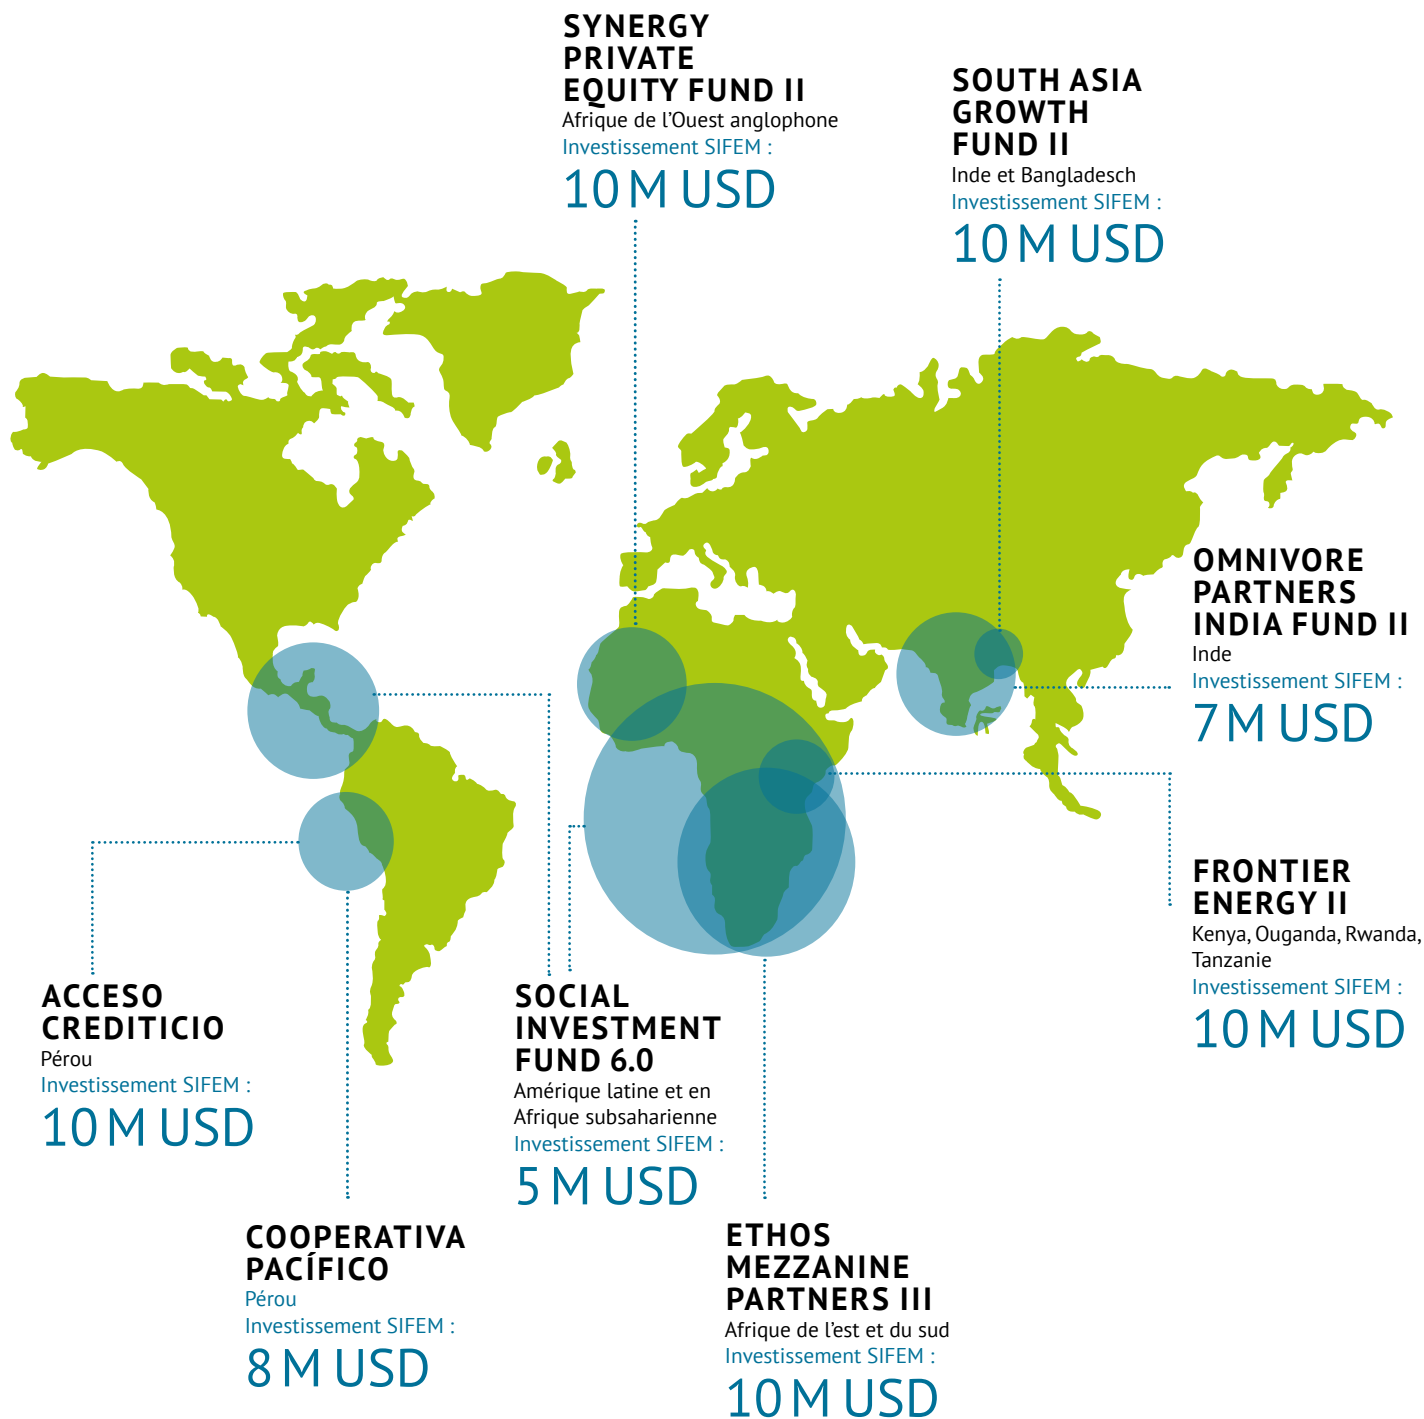 SYNERGY
PRIVATE
EQUITY FUND II
Afrique de l'Ouest anglophone
Investissement SIFEM :
10 M USD
SOUTH ASIA
GROWTH
FUND II
Inde et Bangladesch
Investissement SIFEM :
10 M USD
OMNIVORE
PARTNERS
INDIA FUND II
Inde
Investissement SIFEM :
7 M USD
FRONTIER
ENERGY II
Kenya, Ouganda, Rwanda,
Tanzanie
Investissement SIFEM :
10 M USD
ACCESO
CREDITICIO
Pérou
Investissement SIFEM :
10 M USD
SOCIAL
INVESTMENT
FUND 6.0
Amérique latine et en
Afrique subsaharienne
Investissement SIFEM :
5 M USD
COOPERATIVA
PACÍFICO
Pérou
Investissement SIFEM :
8 M USD
ETHOS
MEZZANINE
PARTNERS III
Afrique de l'est et du sud
Investissement SIFEM :
10 M USD